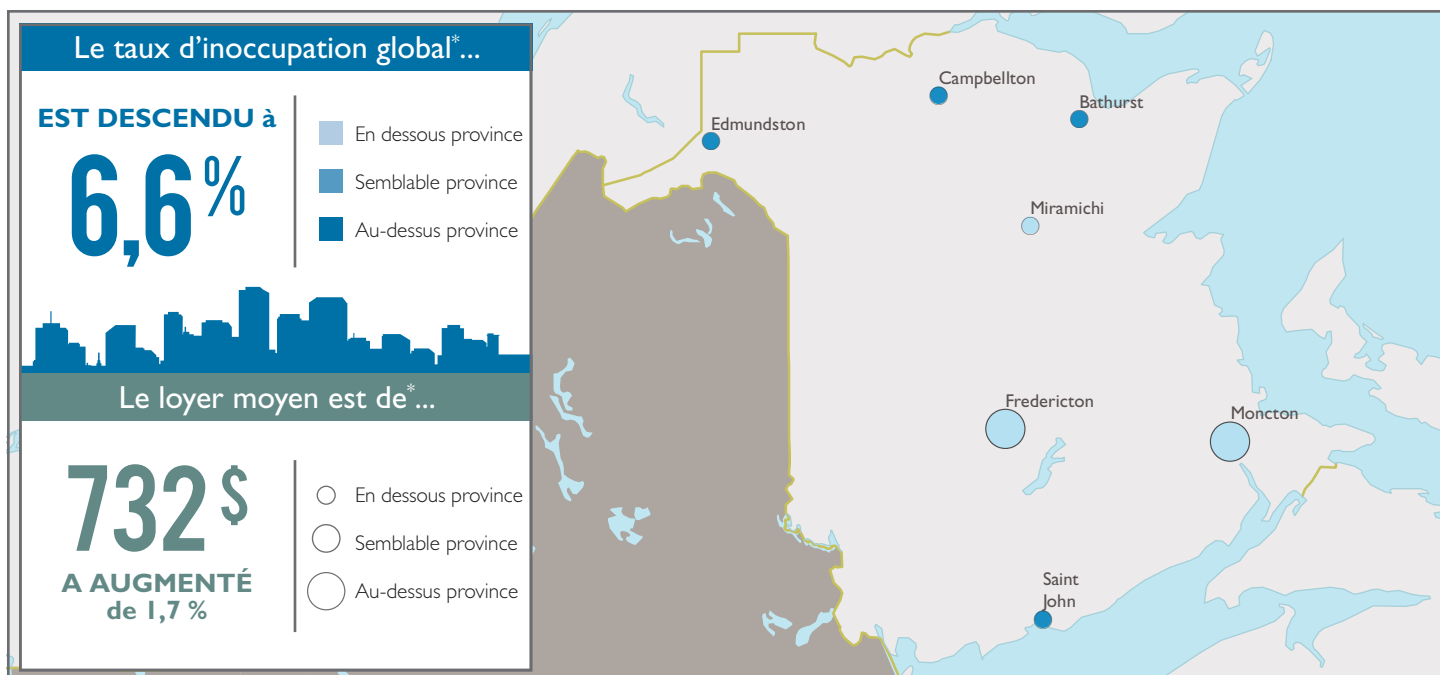 Le taux d'inoccupation global*...
EST DESCENDU à
6,6 %
En dessous province
Semblable province
Au-dessus province
Le loyer moyen est de*...
732 $
A AUGMENTÉ
de 1,7 %
En dessous province
Semblable province
Au-dessus province
Campbellton
Bathurst
Edmundston
Miramichi
Fredericton
Moncton
Saint
John